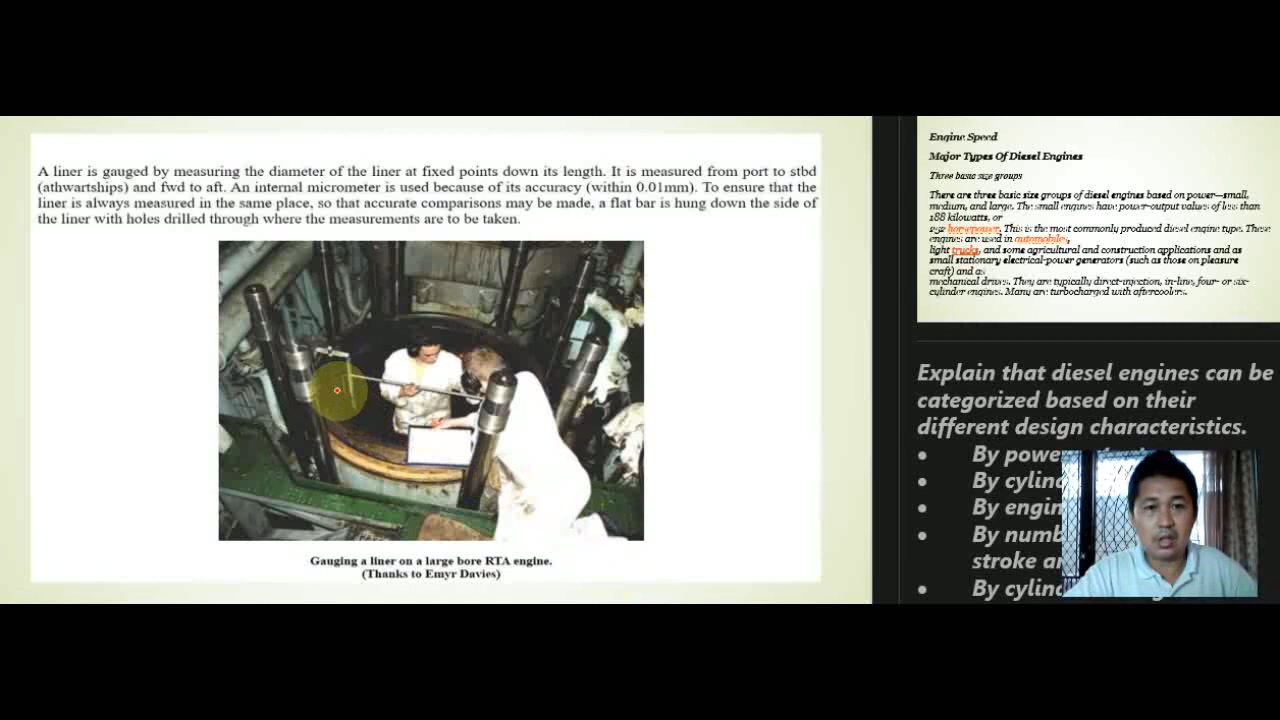 A liner is gauged by measuring the diameter of the liner at fixed points down its length. It is measured from port to stbd
(athwartships) and fwd to aft. An internal micrometer is used because of its accuracy (within 0.01mm). To ensure that the
liner is always measured in the same place, so that accurate comparisons may be made, a flat bar is hung down the side of
the liner with holes drilled through where the measurements are to be taken.
Gauging a liner on a large bore RTA engine.
(Thanks to Emyr Davies)
Engine Speed
Major Types Of Diesel Engines
Three basic size groups
There are three basic size groups of diesel engines based on power—small,
medium, and large. The small engines have power-output values of less than
188 kilowatts, or
252 horsepower. This is the most commonly produced diesel engine type. These
engines are used in automobiles,
light trucks, and some agricultural and construction applications and as
small stationary electrical-power generators (such as those on pleasure
craft) and as
mechanical drives. They are typically direct-injection, in-line, four- or six-
cylinder engines. Many are turbocharged with aftercoolers.
Explain that diesel engines can be
categorized based on their
different design characteristics.
• By
• By
• By
• By
stroke
• By